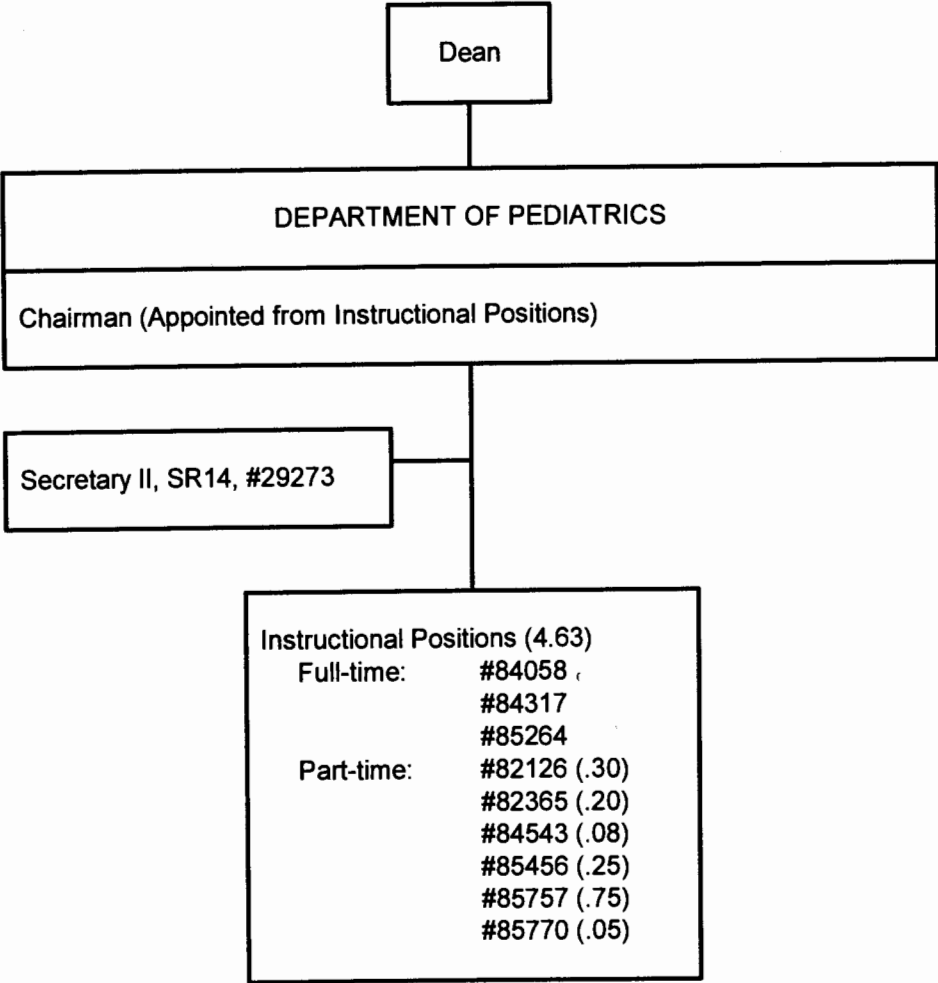 Dean
DEPARTMENT OF PEDIATRICS
Chairman (Appointed from Instructional Positions)
Secretary II, SR14, #29273
Instructional Positions (4.63)
Full-time: #84058
#84317
#85264
Part-time: #82126 (.30)
#82365 (.20)
#84543 (.08)
#85456 (.25)
#85757 (.75)
#85770 (.05)